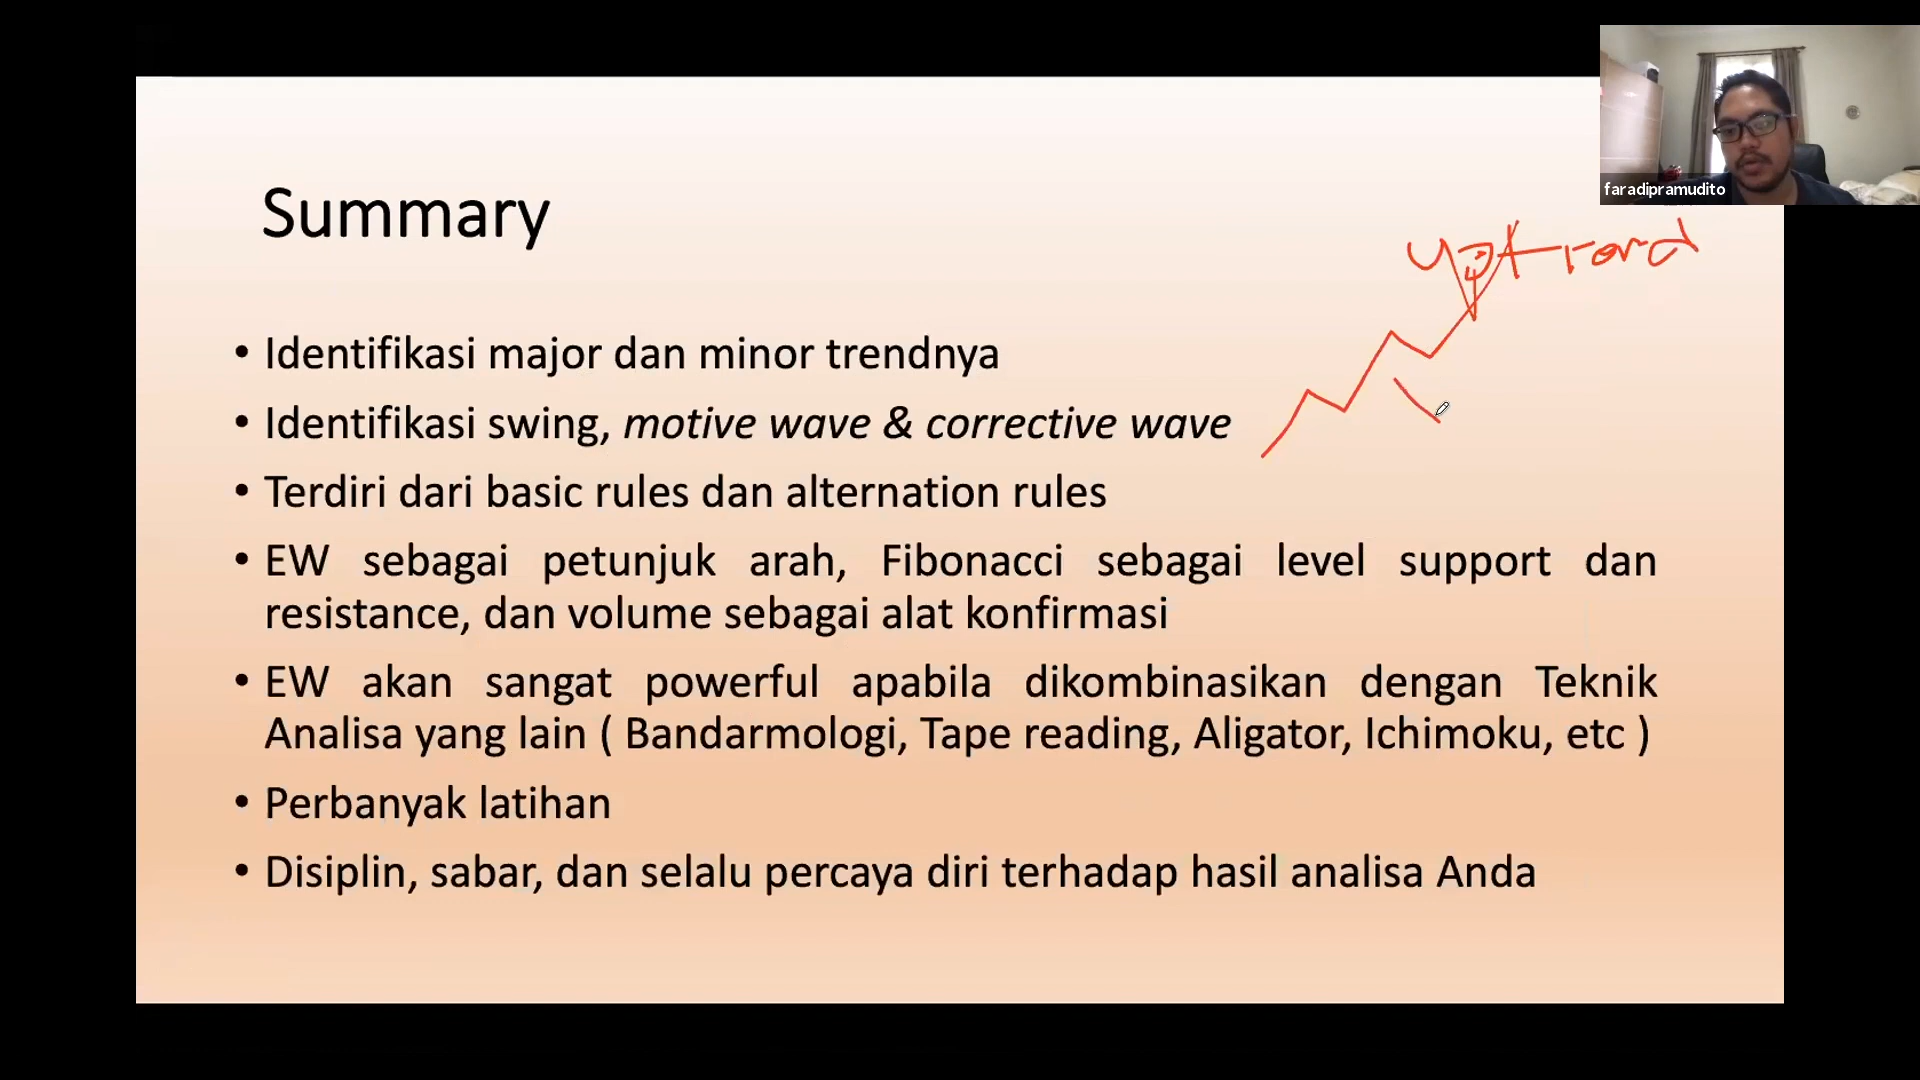 faradipramudito
Summary
• Identifikasi major dan minor trendnya
• Identifikasi swing, motive wave & corrective wave
• Terdiri dari basic rules dan alternation rules
• EW sebagai petunjuk arah, Fibonacci sebagai level support dan
resistance, dan volume sebagai alat konfirmasi
• EW akan sangat powerful apabila dikombinasikan dengan Teknik
Analisa yang lain ( Bandarmologi, Tape reading, Aligator, Ichimoku, etc )
• Perbanyak latihan
• Disiplin, sabar, dan selalu percaya diri terhadap hasil analisa Anda